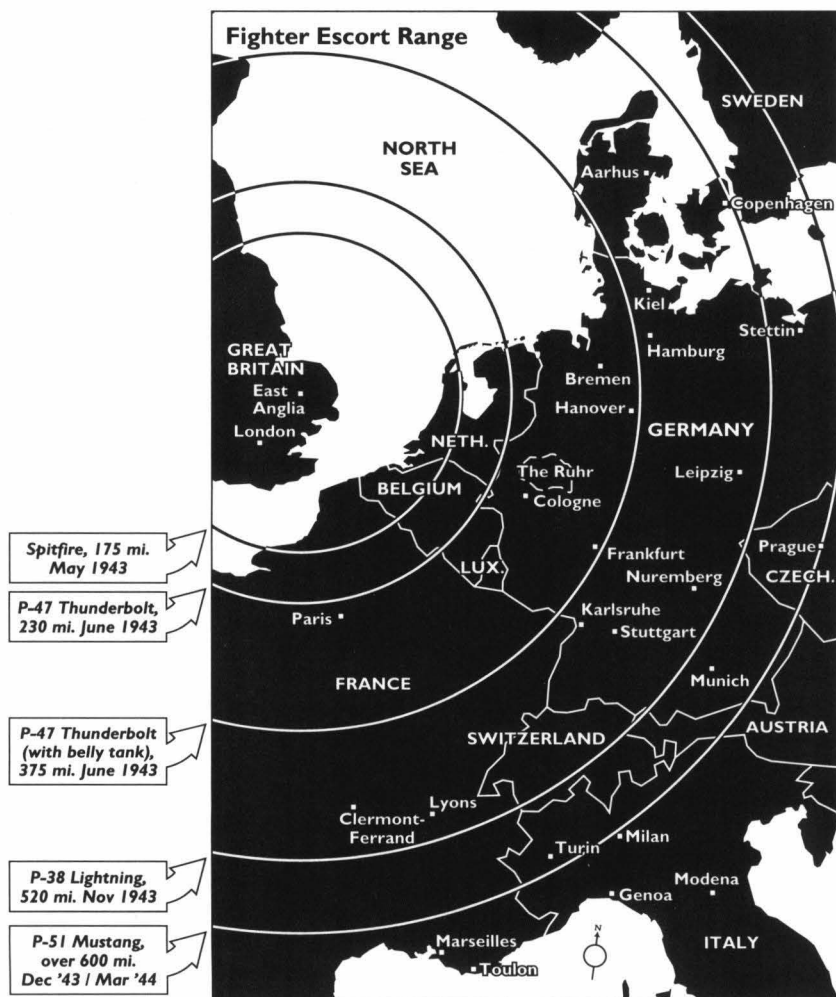 Fighter Escort Range
SWEDEN
NORTH
SEA
Aarhus
Copenhagen
Kiel
Stettin
Hamburg
GREAT
BRITAIN
Bremen
East
Anglia
Hanover
London
NETH.
GERMANY
The Ruhr
Leipzig
BELGIUM
Cologne
Spitfire, 175 mi.
May 1943
Frankfurt
Prague
LUX.
Nuremberg
CZECH.
P-47 Thunderbolt,
230 mi. June 1943
Paris
Karlsruhe
Stuttgart
FRANCE
Munich
P-47 Thunderbolt
(with belly tank),
375 mi. June 1943
SWITZERLAND
AUSTRIA
Lyons
Clermont-
Ferrand
Milan
Turin
P-38 Lightning,
520 mi. Nov 1943
Genoa
Modena
P-51 Mustang,
over 600 mi.
Dec '43 / Mar '44
Marseilles
N
ITALY
Toulon